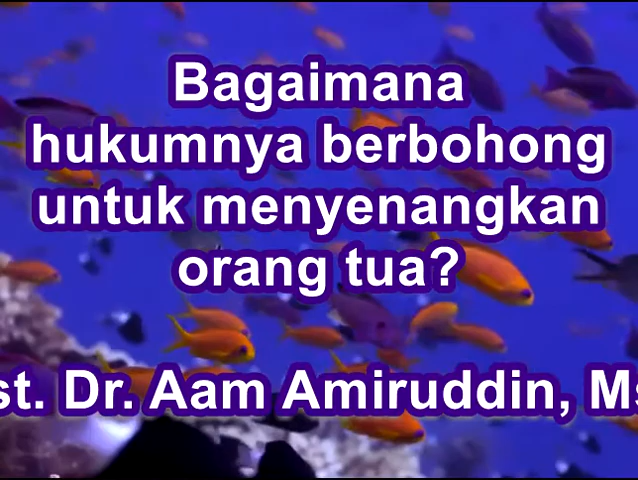 Bagaimana
hukumnya berbohong
untuk menyenangkan
orang tua?
st. Dr. Aam Amiruddin, Ms